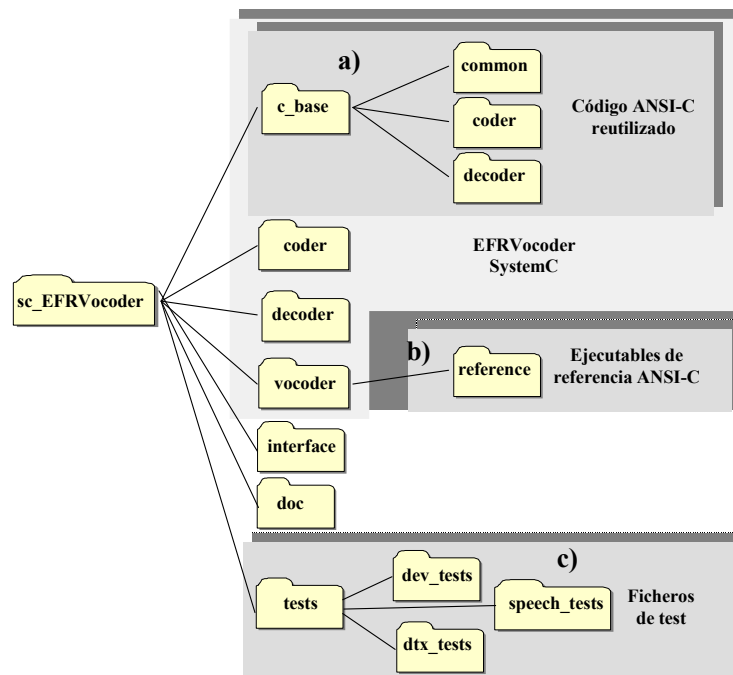 a)
common
c_base
Código ANSI-C
reutilizado
coder
decoder
coder
EFRVocoder
SystemC
sc_EFRVocoder
decoder
b)
Ejecutables de
referencia ANSI-C
reference
vocoder
interface
doc
c)
dev_tests
tests
speech_tests
Ficheros
de test
dtx_tests